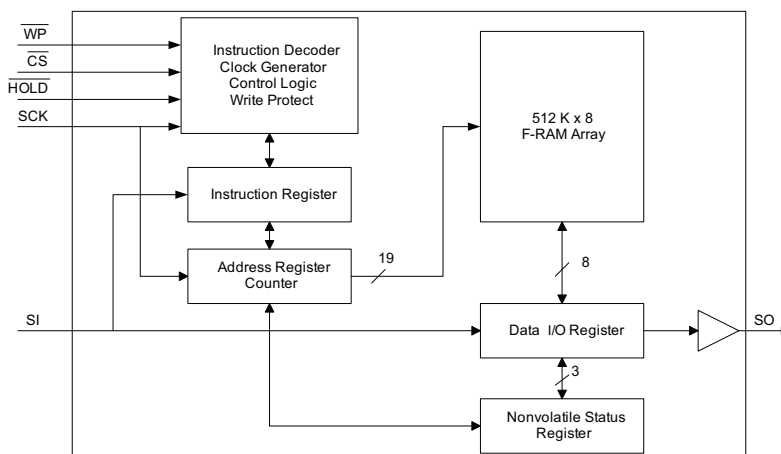 WP
CS
HOLD
SCK
Instruction Decoder
Clock Generator
Control Logic
Write Protect
512 K x 8
F-RAM Array
Instruction Register
Address Register
Counter
19
8
SI
Data I/O Register
SO
3
Nonvolatile Status
Register